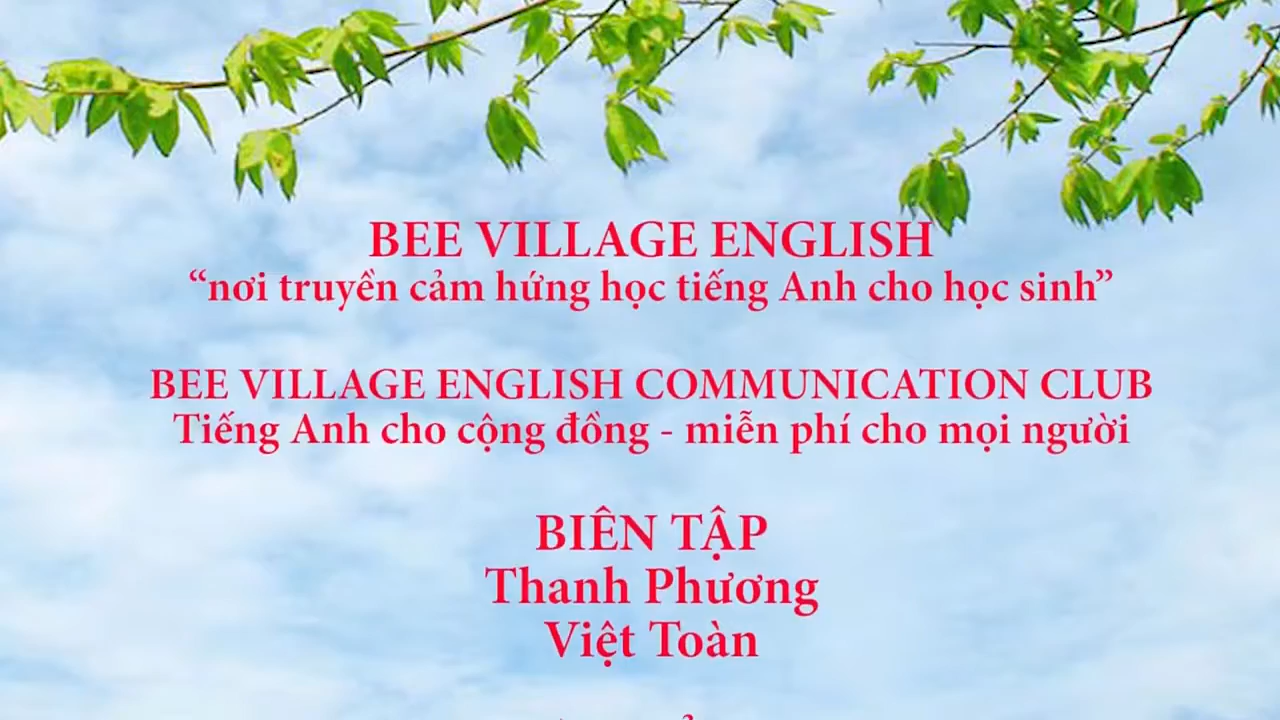 BEE VILLAGE ENGLISH
“nơi truyền cảm hứng học tiếng Anh cho học sinh”
BEE VILLAGE ENGLISH COMMUNICATION CLUB
Tiếng Anh cho cộng đồng - miễn phí cho mọi người
BIÊN TẬP
Thanh Phương
Việt Toàn